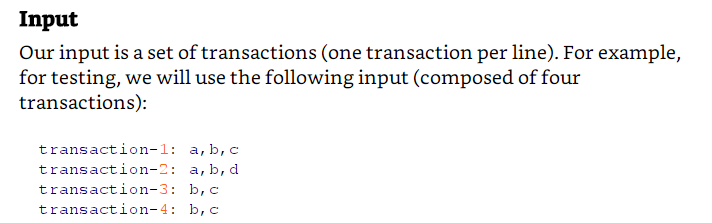 Input
Our input is a set of transactions (one transaction per line). For example,
for testing, we will use the following input (composed of four
transactions):
transaction-1: a,b,c
transaction-2: a,b,d
transaction-3: b,c
transaction-4: b,c